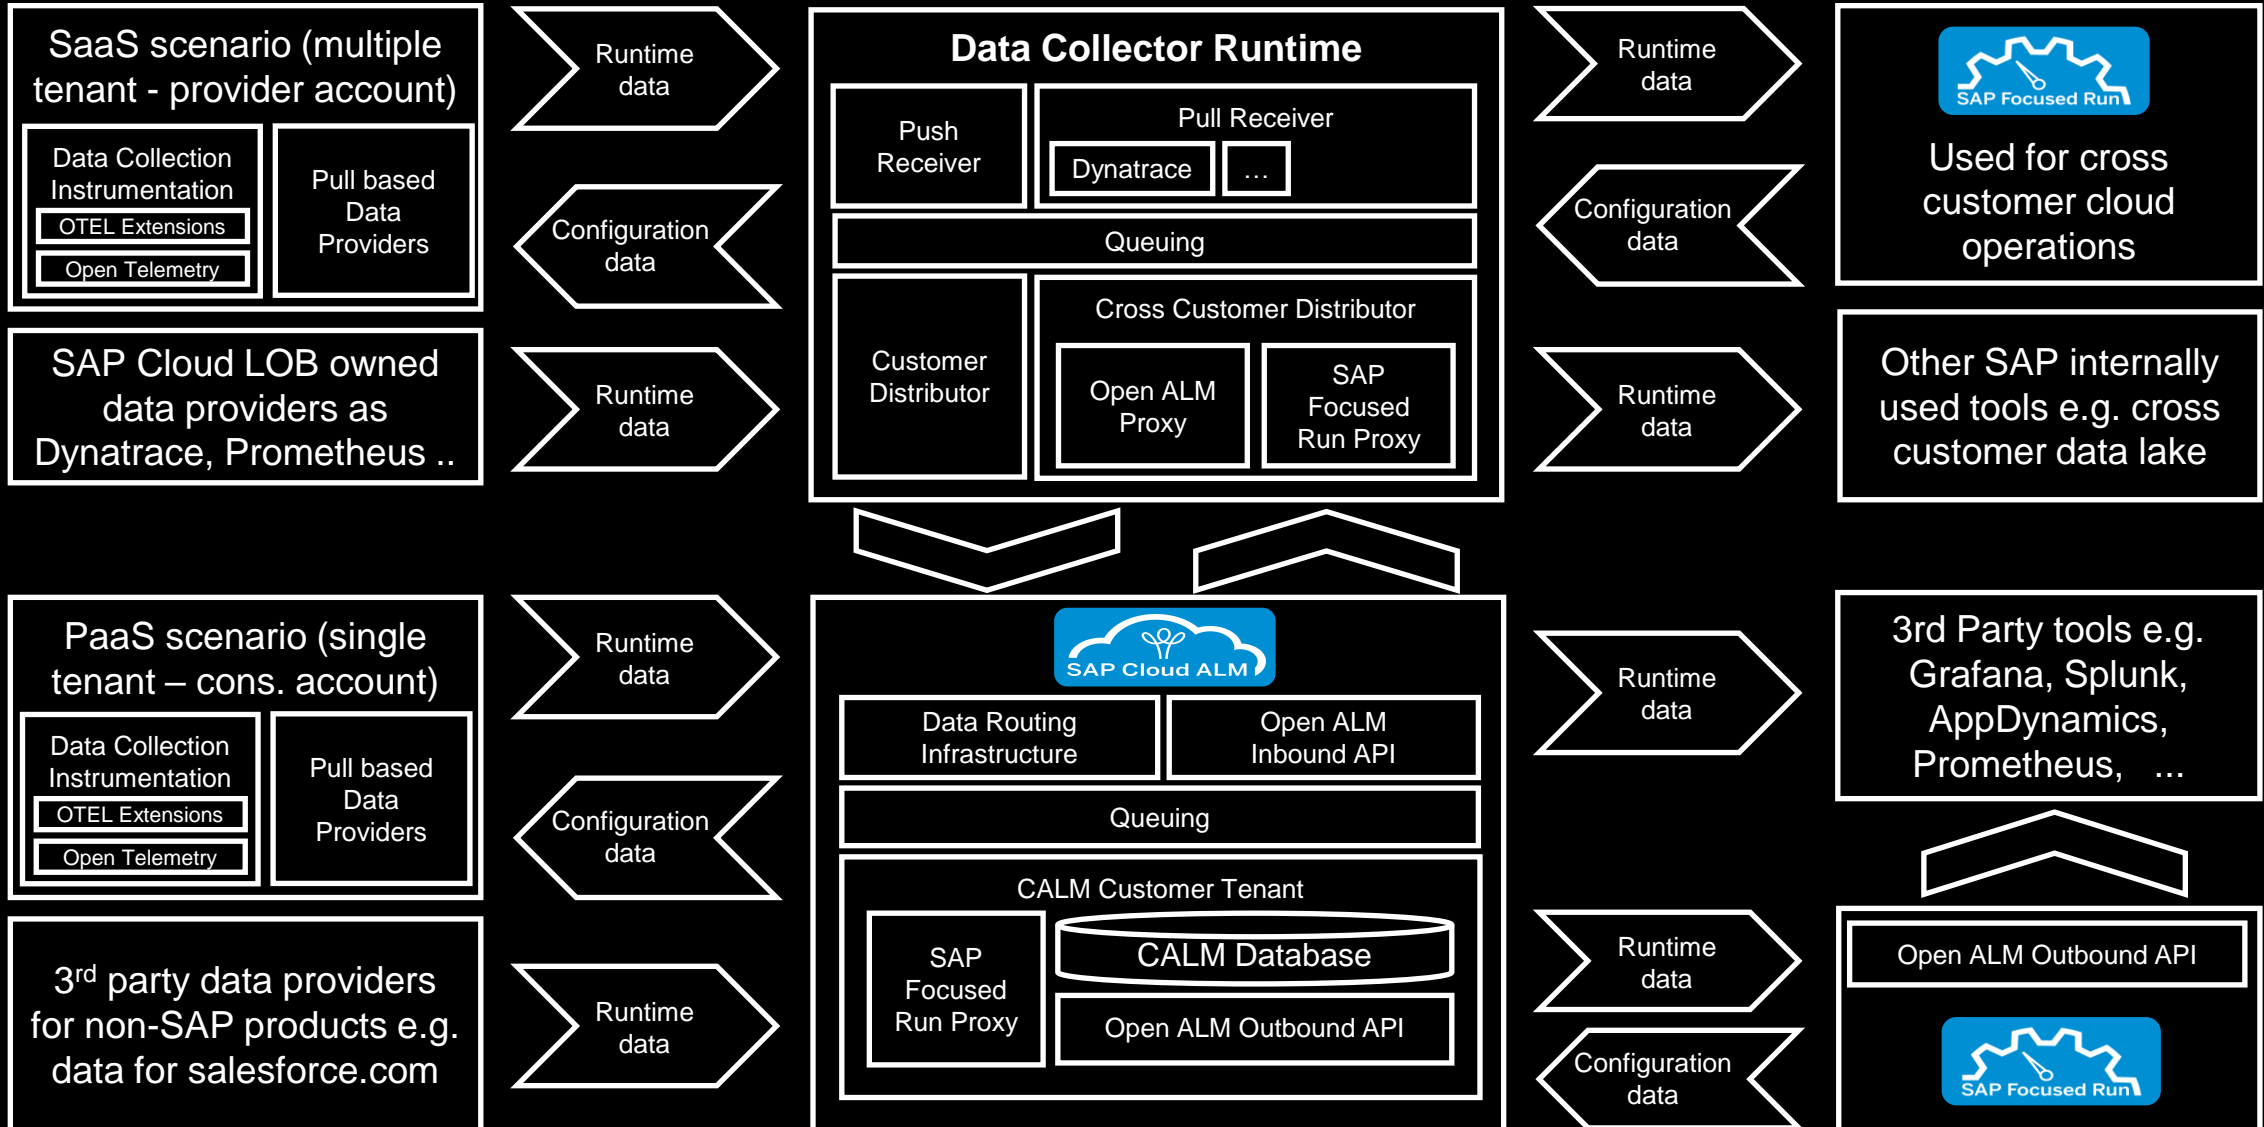 SaaS scenario (multiple
tenant - provider account)
Data Collection
Instrumentation
OTEL Extensions
Open Telemetry
Pull based
Data
Providers
Runtime
data
Configuration
data
SAP Cloud LOB owned
data providers as
Dynatrace, Prometheus ..
Runtime
data
Data Collector Runtime
Push
Receiver
Pull Receiver
Dynatrace
...
Queuing
Customer
Distributor
Cross Customer Distributor
Open ALM
Proxy
SAP
Focused
Run Proxy
Runtime
data
Configuration
data
SAP Focused Run
Used for cross
customer cloud
operations
Runtime
data
Other SAP internally
used tools e.g. cross
customer data lake
PaaS scenario (single
tenant – cons. account)
Data Collection
Instrumentation
OTEL Extensions
Open Telemetry
Pull based
Data
Providers
Runtime
data
Configuration
data
3rd party data providers
for non-SAP products e.g.
data for salesforce.com
Runtime
data
SAP Cloud ALM
Data Routing
Infrastructure
Open ALM
Inbound API
Queuing
CALM Customer Tenant
SAP
Focused
Run Proxy
CALM Database
Open ALM Outbound API
Runtime
data
3rd Party tools e.g.
Grafana, Splunk,
AppDynamics,
Prometheus, ...
Runtime
data
Configuration
data
Open ALM Outbound API
SAP Focused Run